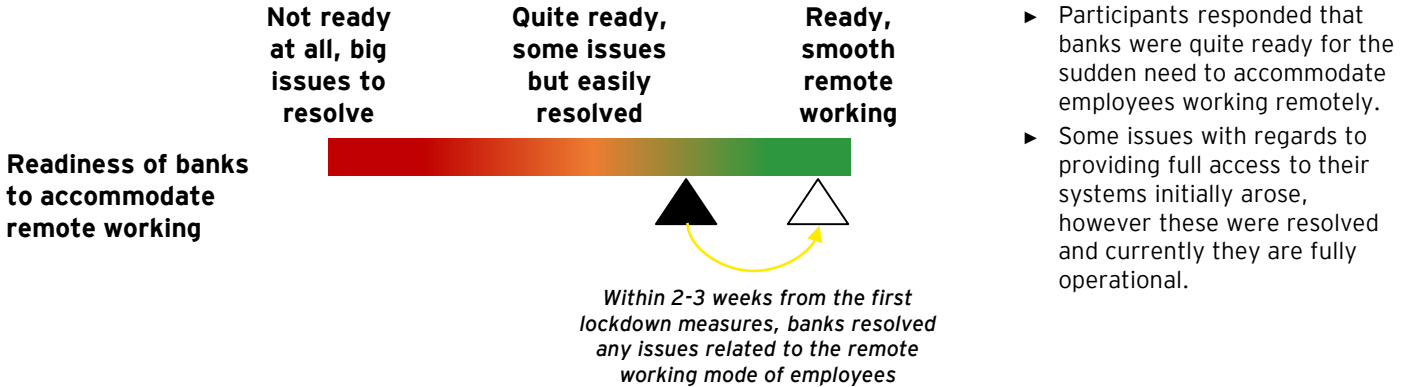 Not ready
at all, big
issues to
resolve
Quite ready,
some issues
but easily
resolved
Ready,
smooth
remote
working
Readiness of banks
to accommodate
remote working
Within 2-3 weeks from the first
lockdown measures, banks resolved
any issues related to the remote
working mode of employees
► Participants responded that
banks were quite ready for the
sudden need to accommodate
employees working remotely.
► Some issues with regards to
providing full access to their
systems initially arose,
however these were resolved
and currently they are fully
operational.